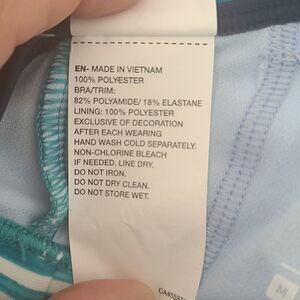 EN- MADE IN VIETNAM
100% POLYESTER
BRA/TRIM:
82% POLYAMIDE/ 18% ELASTANE
LINING: 100% POLYESTER
EXCLUSIVE OF DECORATION
AFTER EACH WEARING
HAND WASH COLD SEPARATELY.
NON-CHLORINE BLEACH
IF NEEDED. LINE DRY.
DO NOT IRON.
DO NOT DRY CLEAN.
DO NOT STORE WET.
M